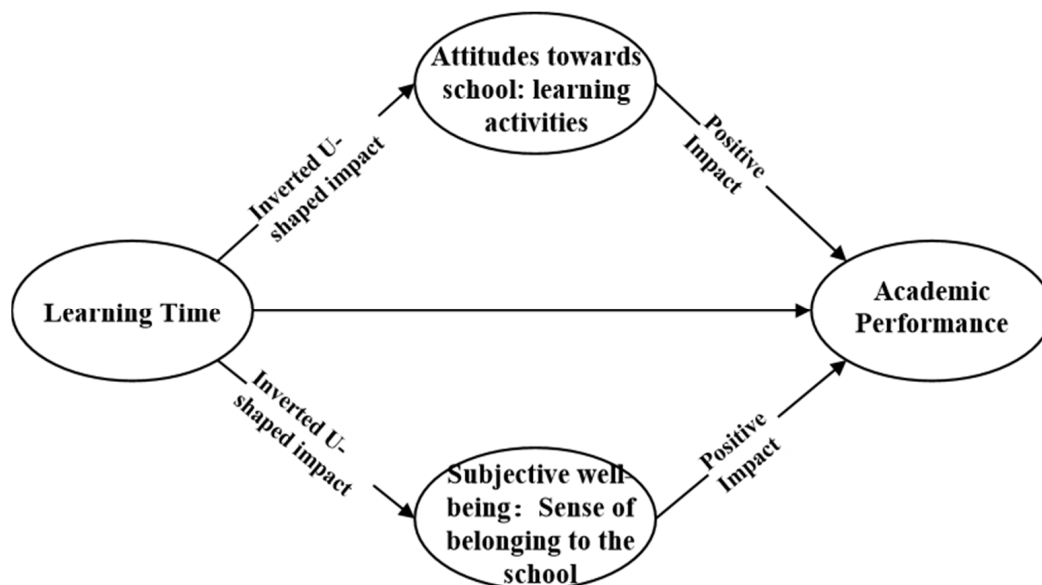 Attitudes towards
school: learning
activities
Inverted U-
shaped impact
Positive
Impact
Learning Time
Academic
Performance
Inverted U-
shaped impact
Positive
Impact
Subjective well-
being：Sense of
belonging to the
school